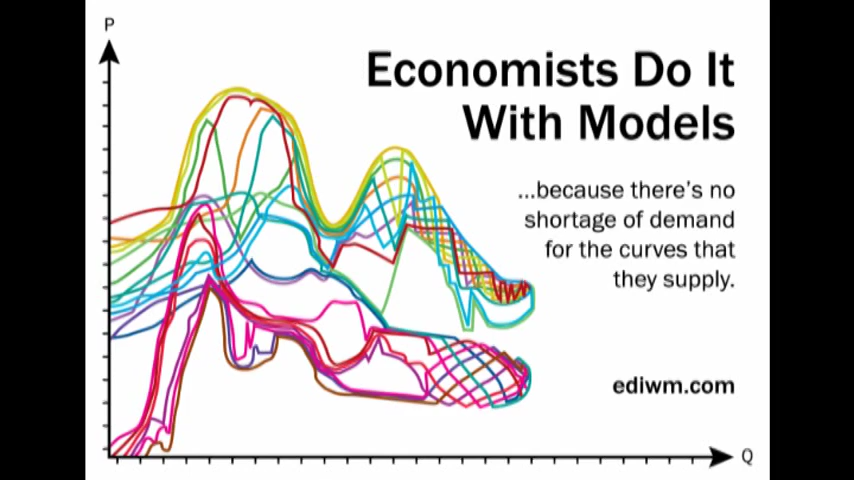 P
Economists Do It
With Models
...because there's no
shortage of demand
for the curves that
they supply.
ediwm.com
Q